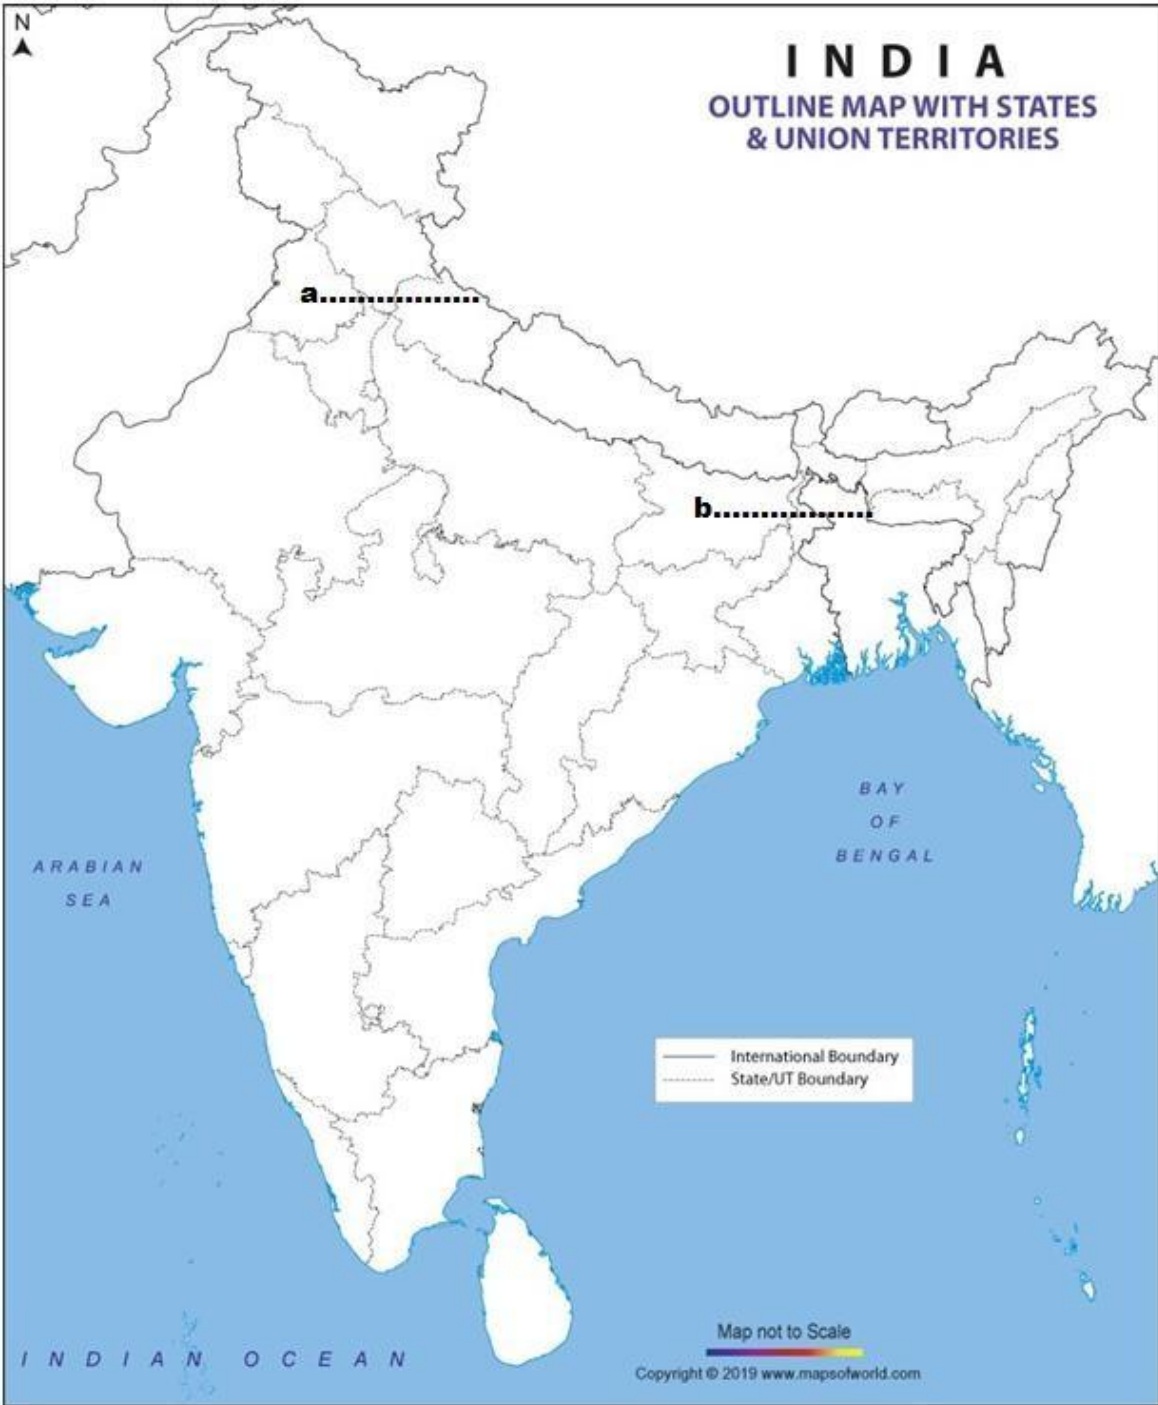 N
INDIA
OUTLINE MAP WITH STATES
& UNION TERRITORIES
a.................
b.................
BAY
OF
BENGAL
ARABIAN
SEA
International Boundary
State/UT Boundary
Map not to Scale
INDIAN OCEAN
Copyright © 2019 www.mapsofworld.com